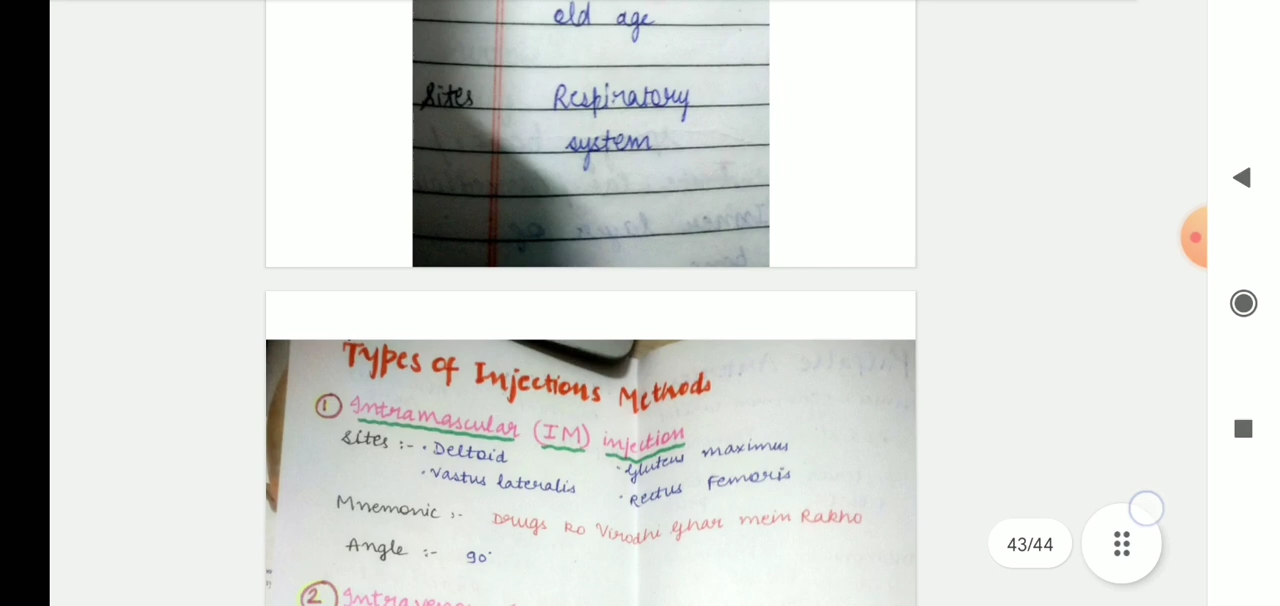 old age
Sites Respiratory
system
Types of Injections Methods
1 Intramascular (IM) injection
Sites :- · Deltoid · Gluteus maximus
· Vastus lateralis · Rectus Femoris
Mnemonic :- Drugs Ko Virodhi Ghar mein Rakho
Angle :- 90°
2
43/44